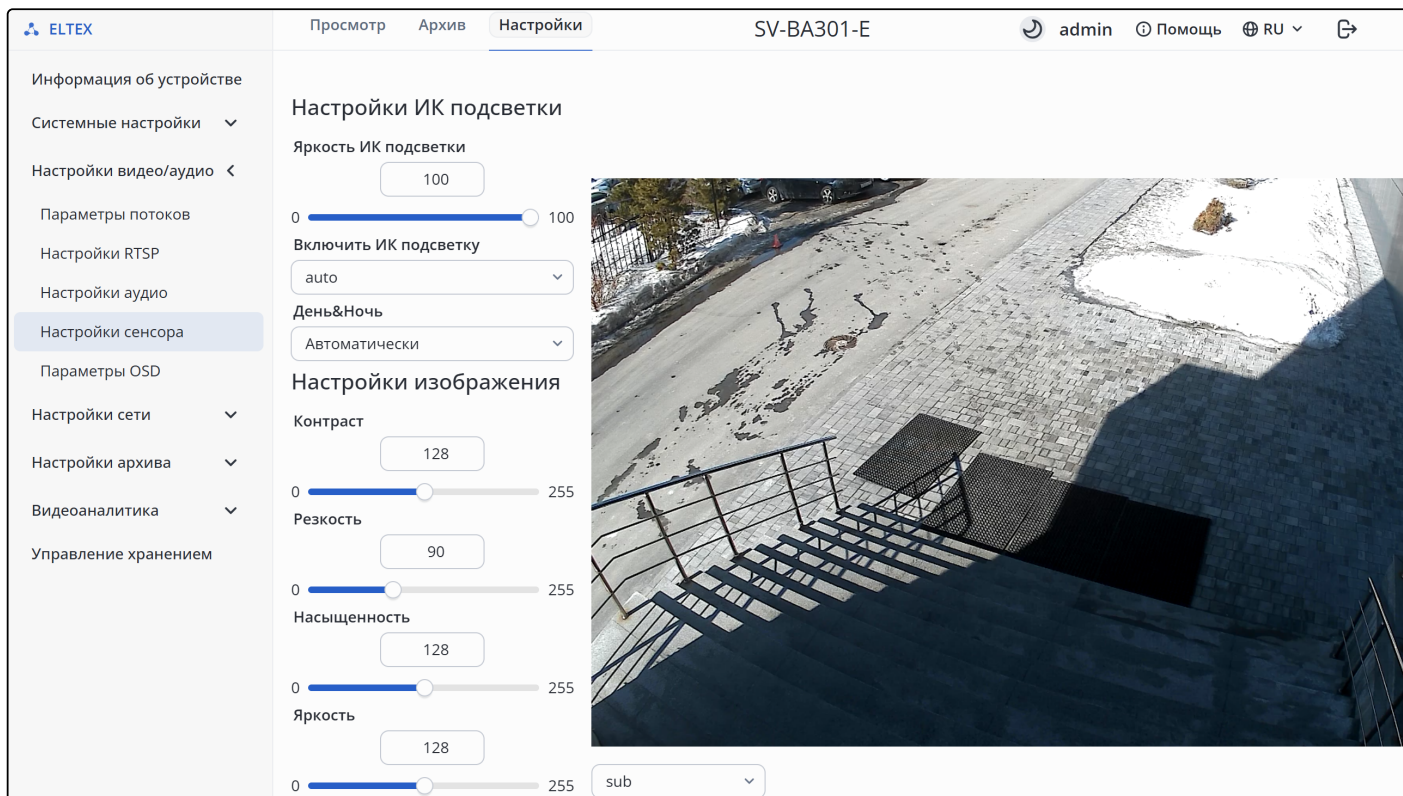 ELTEX
Просмотр
Архив
Настройки
SV-BA301-E
admin
Помощь
RU
Информация об устройстве
Системные настройки
Настройки видео/аудио
Параметры потоков
Настройки RTSP
Настройки аудио
Настройки сенсора
Параметры OSD
Настройки сети
Настройки архива
Видеоаналитика
Управление хранением
Настройки ИК подсветки
Яркость ИК подсветки
100
0 100
Включить ИК подсветку
auto
День&Ночь
Автоматически
Настройки изображения
Контраст
128
0 255
Резкость
90
0 255
Насыщенность
128
0 255
Яркость
128
0 255
sub